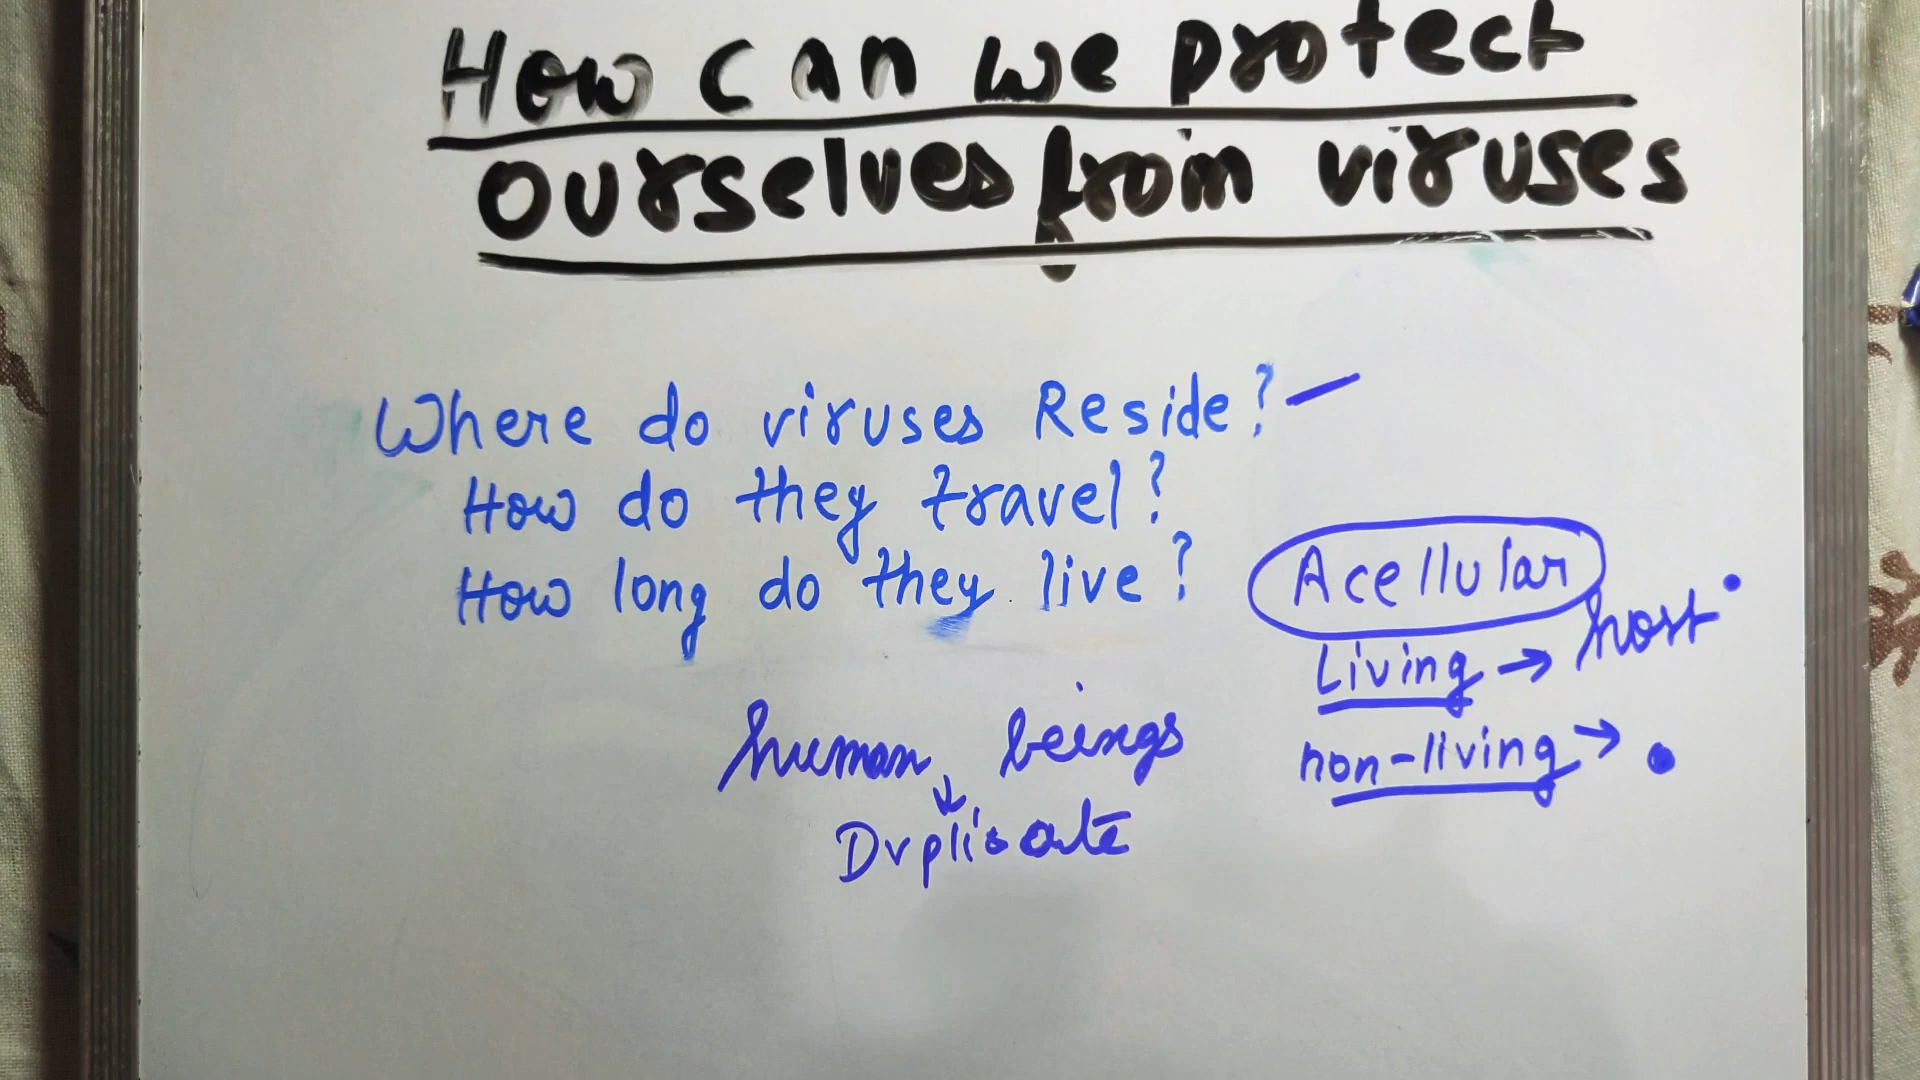 How can we protect
ourselves from viruses
Where do viruses Reside? –
How do they travel?
How long do they live?
Acellular
Living → host
non-living →
human beings
↓
Duplicate